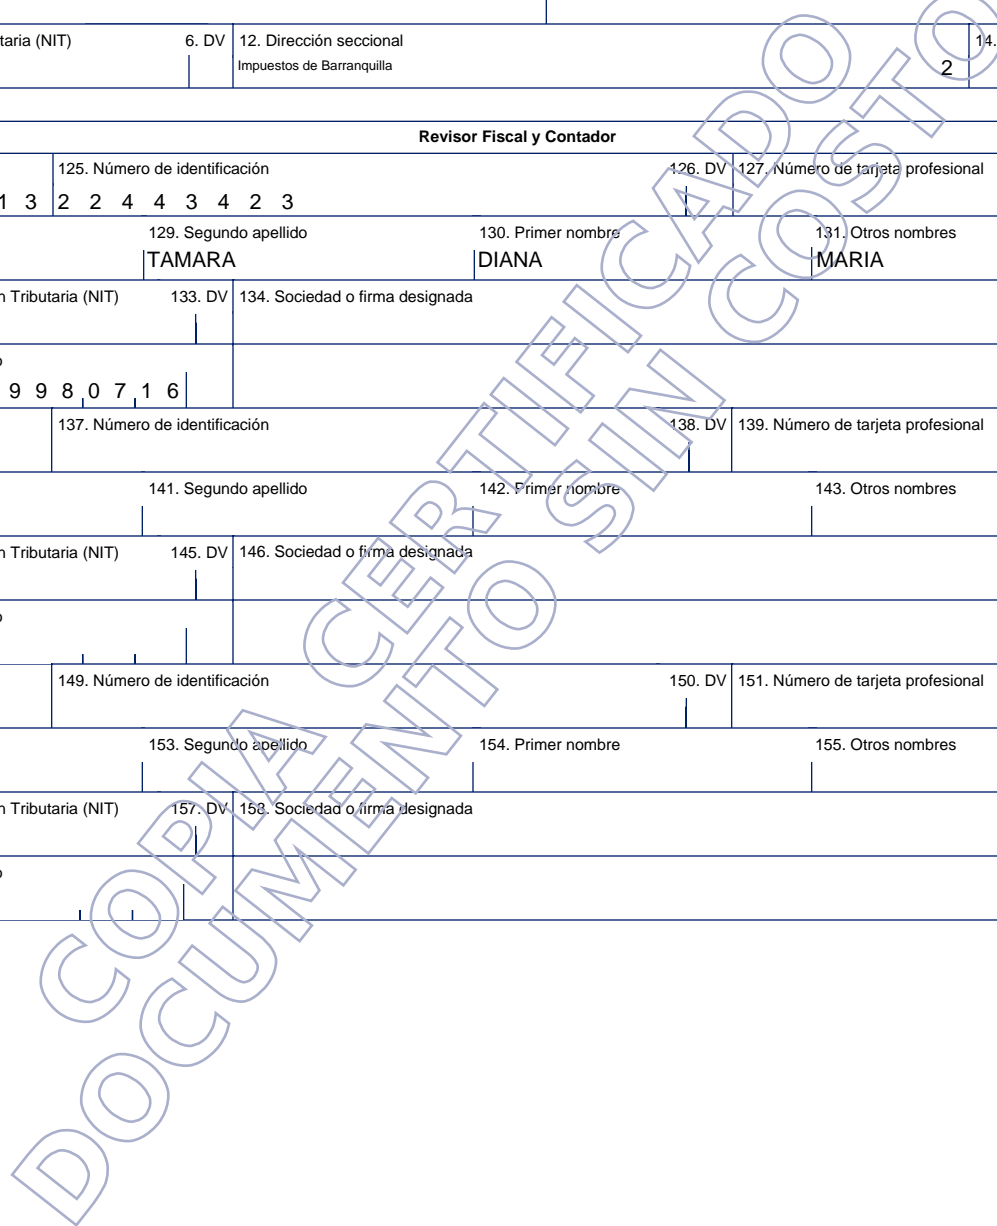 taria (NIT) 6. DV 12. Dirección seccional 14.
Impuestos de Barranquilla 2
Revisor Fiscal y Contador
125. Número de identificación 126. DV 127. Número de tarjeta profesional
1 3 2 2 4 4 3 4 2 3
129. Segundo apellido 130. Primer nombre 131. Otros nombres
TAMARA DIANA MARIA
n Tributaria (NIT) 133. DV 134. Sociedad o firma designada
o
9 9 8 0 7 1 6
137. Número de identificación 138. DV 139. Número de tarjeta profesional
141. Segundo apellido 142. Primer nombre 143. Otros nombres
n Tributaria (NIT) 145. DV 146. Sociedad o firma designada
o
149. Número de identificación 150. DV 151. Número de tarjeta profesional
153. Segundo apellido 154. Primer nombre 155. Otros nombres
n Tributaria (NIT) 157. DV 158. Sociedad o firma designada
o
COPIA CERTIFICADO
DOCUMENTO SIN COSTO